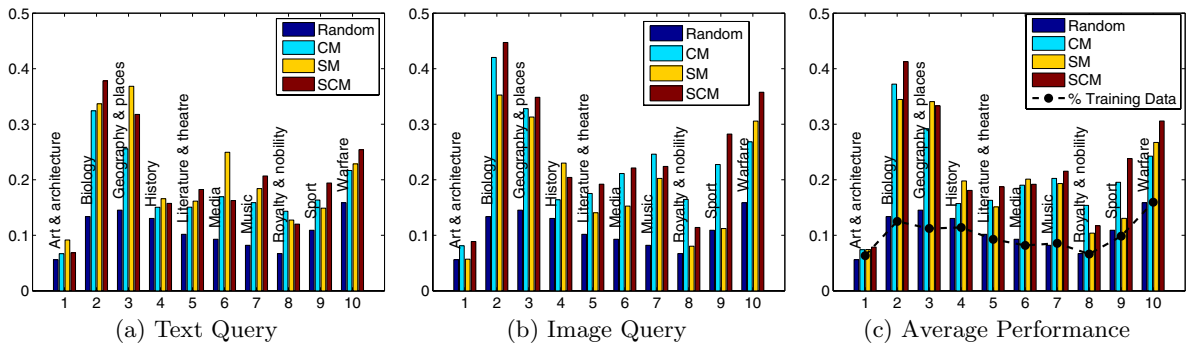 0.5
0.4
0.3
0.2
0.1
0
Random
CM
SM
SCM
Art & architecture
Biology
Geography & places
History
Literature & theatre
Media
Music
Royalty & nobility
Sport
Warfare
1 2 3 4 5 6 7 8 9 10
(a) Text Query
0.5
0.4
0.3
0.2
0.1
0
Random
CM
SM
SCM
Art & architecture
Biology
Geography & places
History
Literature & theatre
Media
Music
Royalty & nobility
Sport
Warfare
1 2 3 4 5 6 7 8 9 10
(b) Image Query
0.5
0.4
0.3
0.2
0.1
0
Random
CM
SM
SCM
% Training Data
Art & architecture
Biology
Geography & places
History
Literature & theatre
Media
Music
Royalty & nobility
Sport
Warfare
1 2 3 4 5 6 7 8 9 10
(c) Average Performance